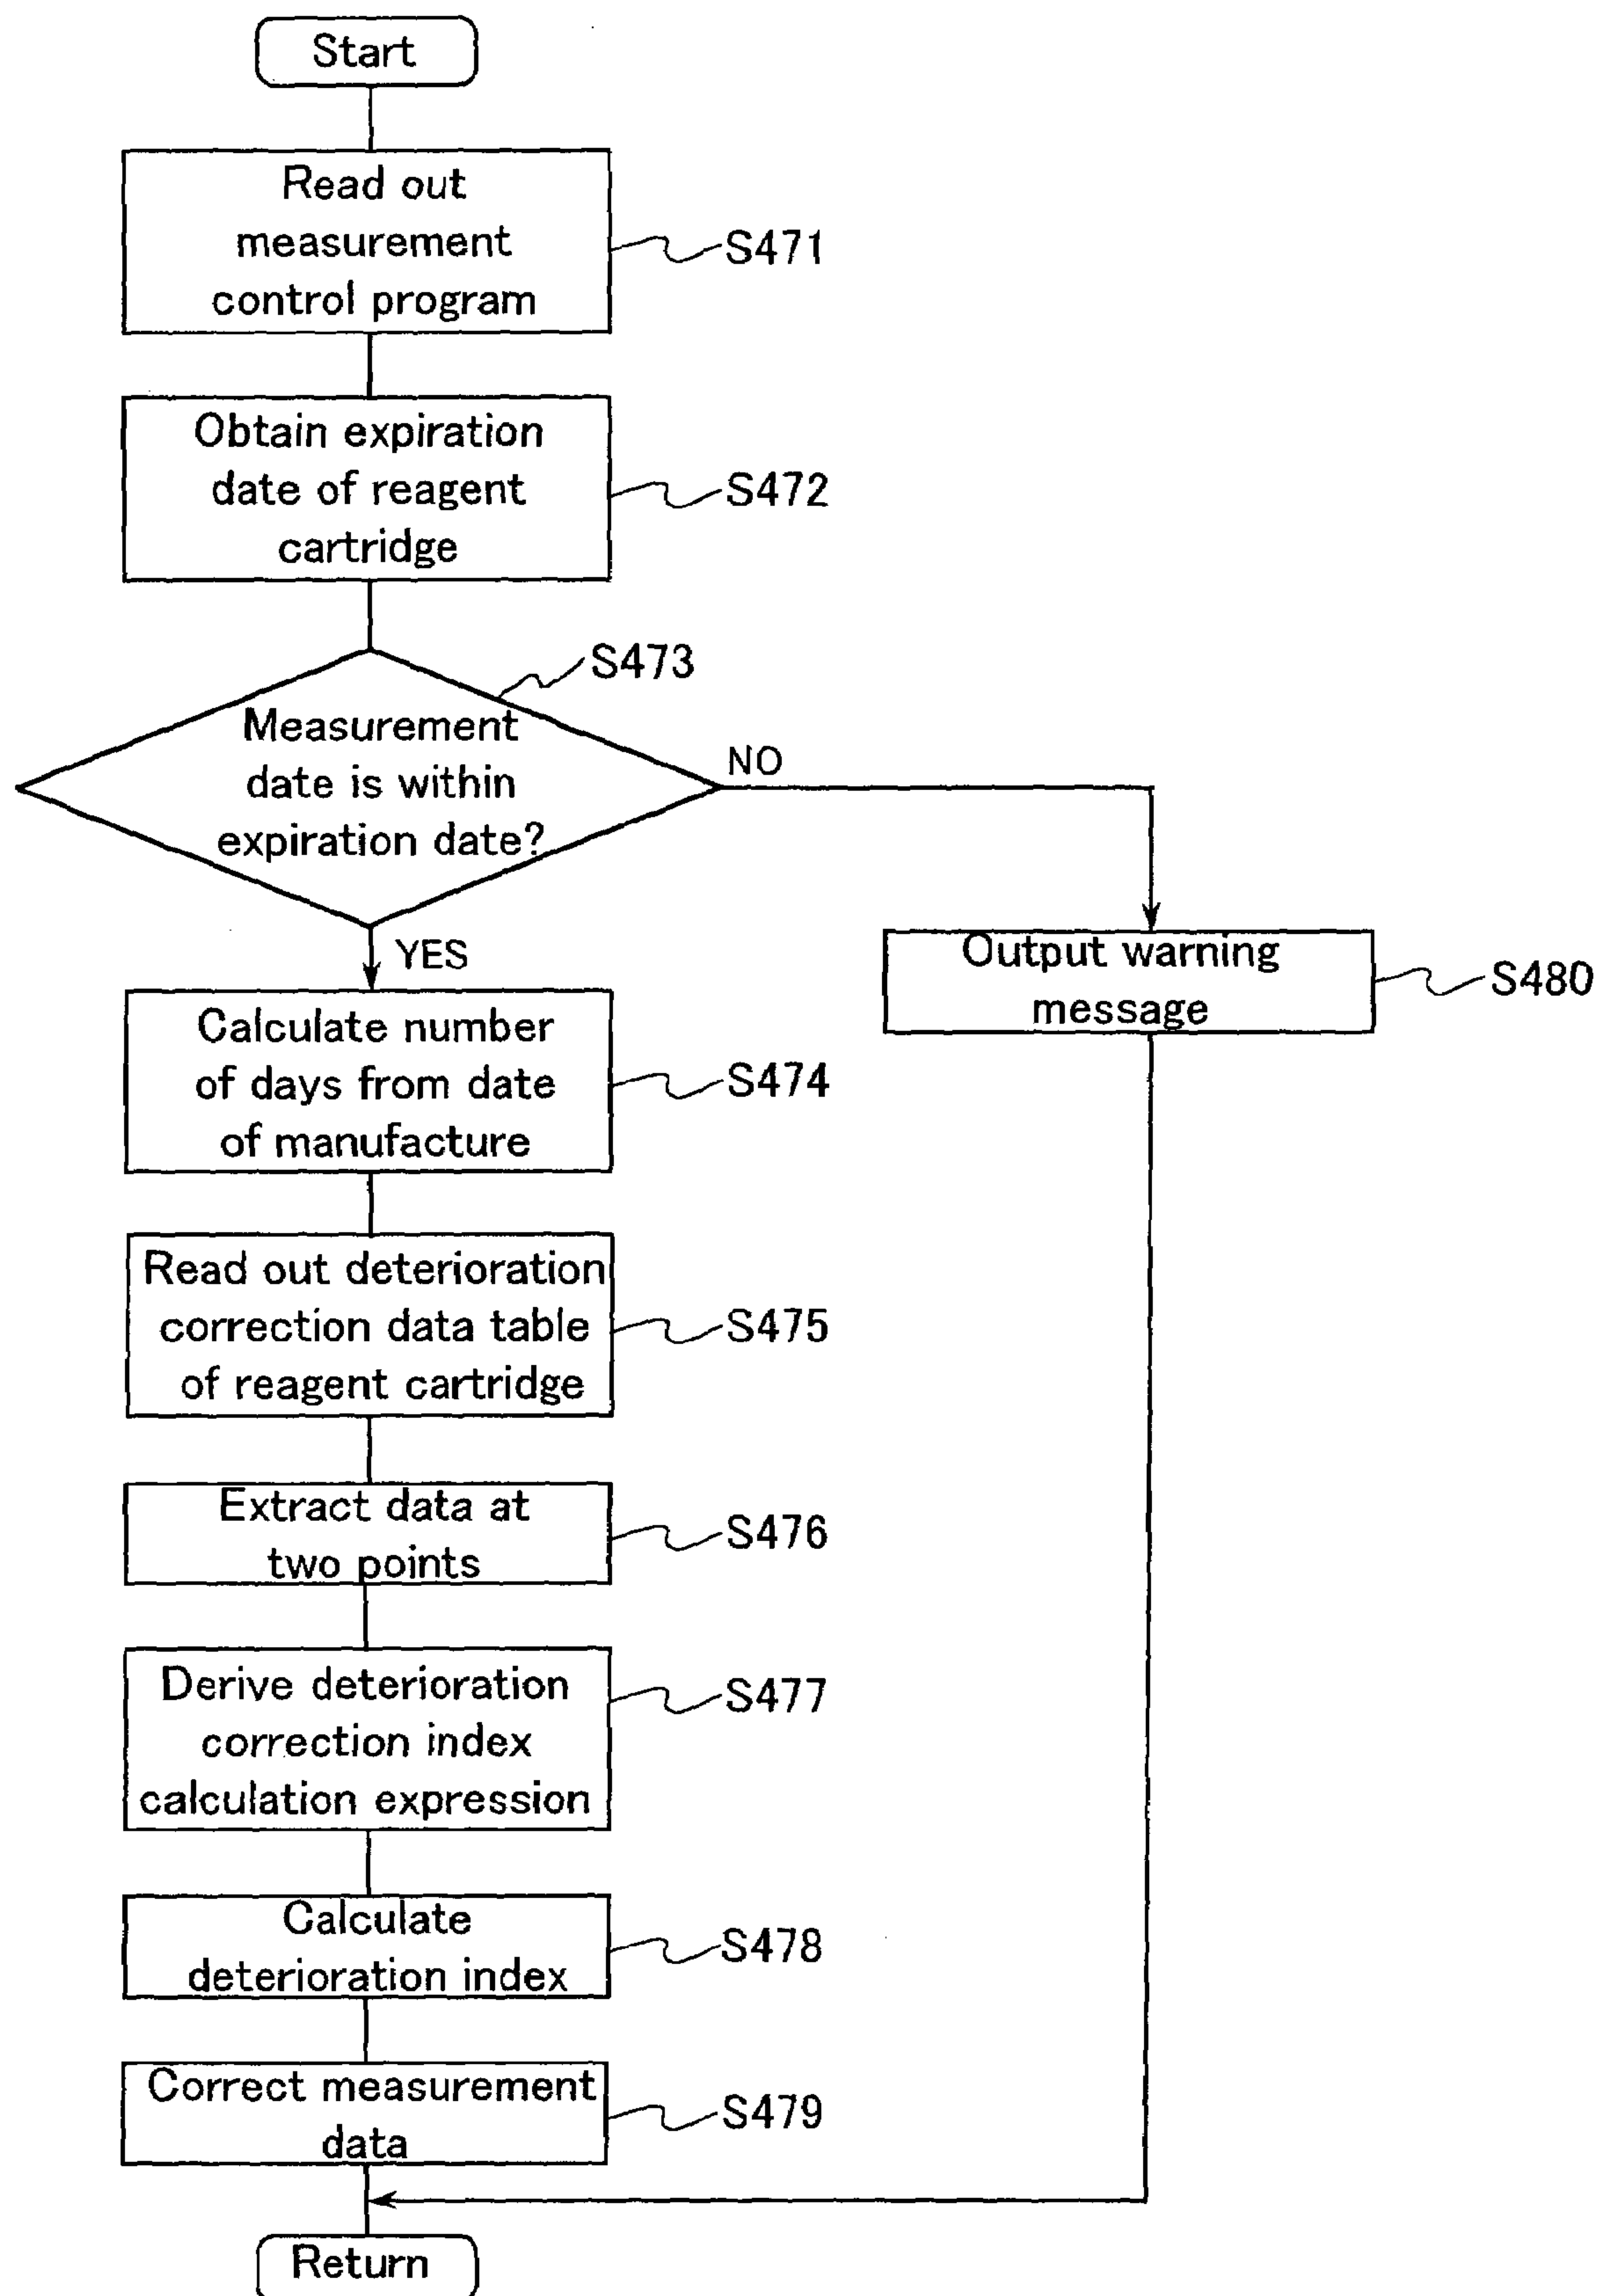 Start
Read out
measurement
control program
S471
Obtain expiration
date of reagent
cartridge
S472
S473
Measurement
date is within
expiration date?
NO
YES
Output warning
message
S480
Calculate number
of days from date
of manufacture
S474
Read out deterioration
correction data table
of reagent cartridge
S475
Extract data at
two points
S476
Derive deterioration
correction index
calculation expression
S477
Calculate
deterioration index
S478
Correct measurement
data
S479
Return